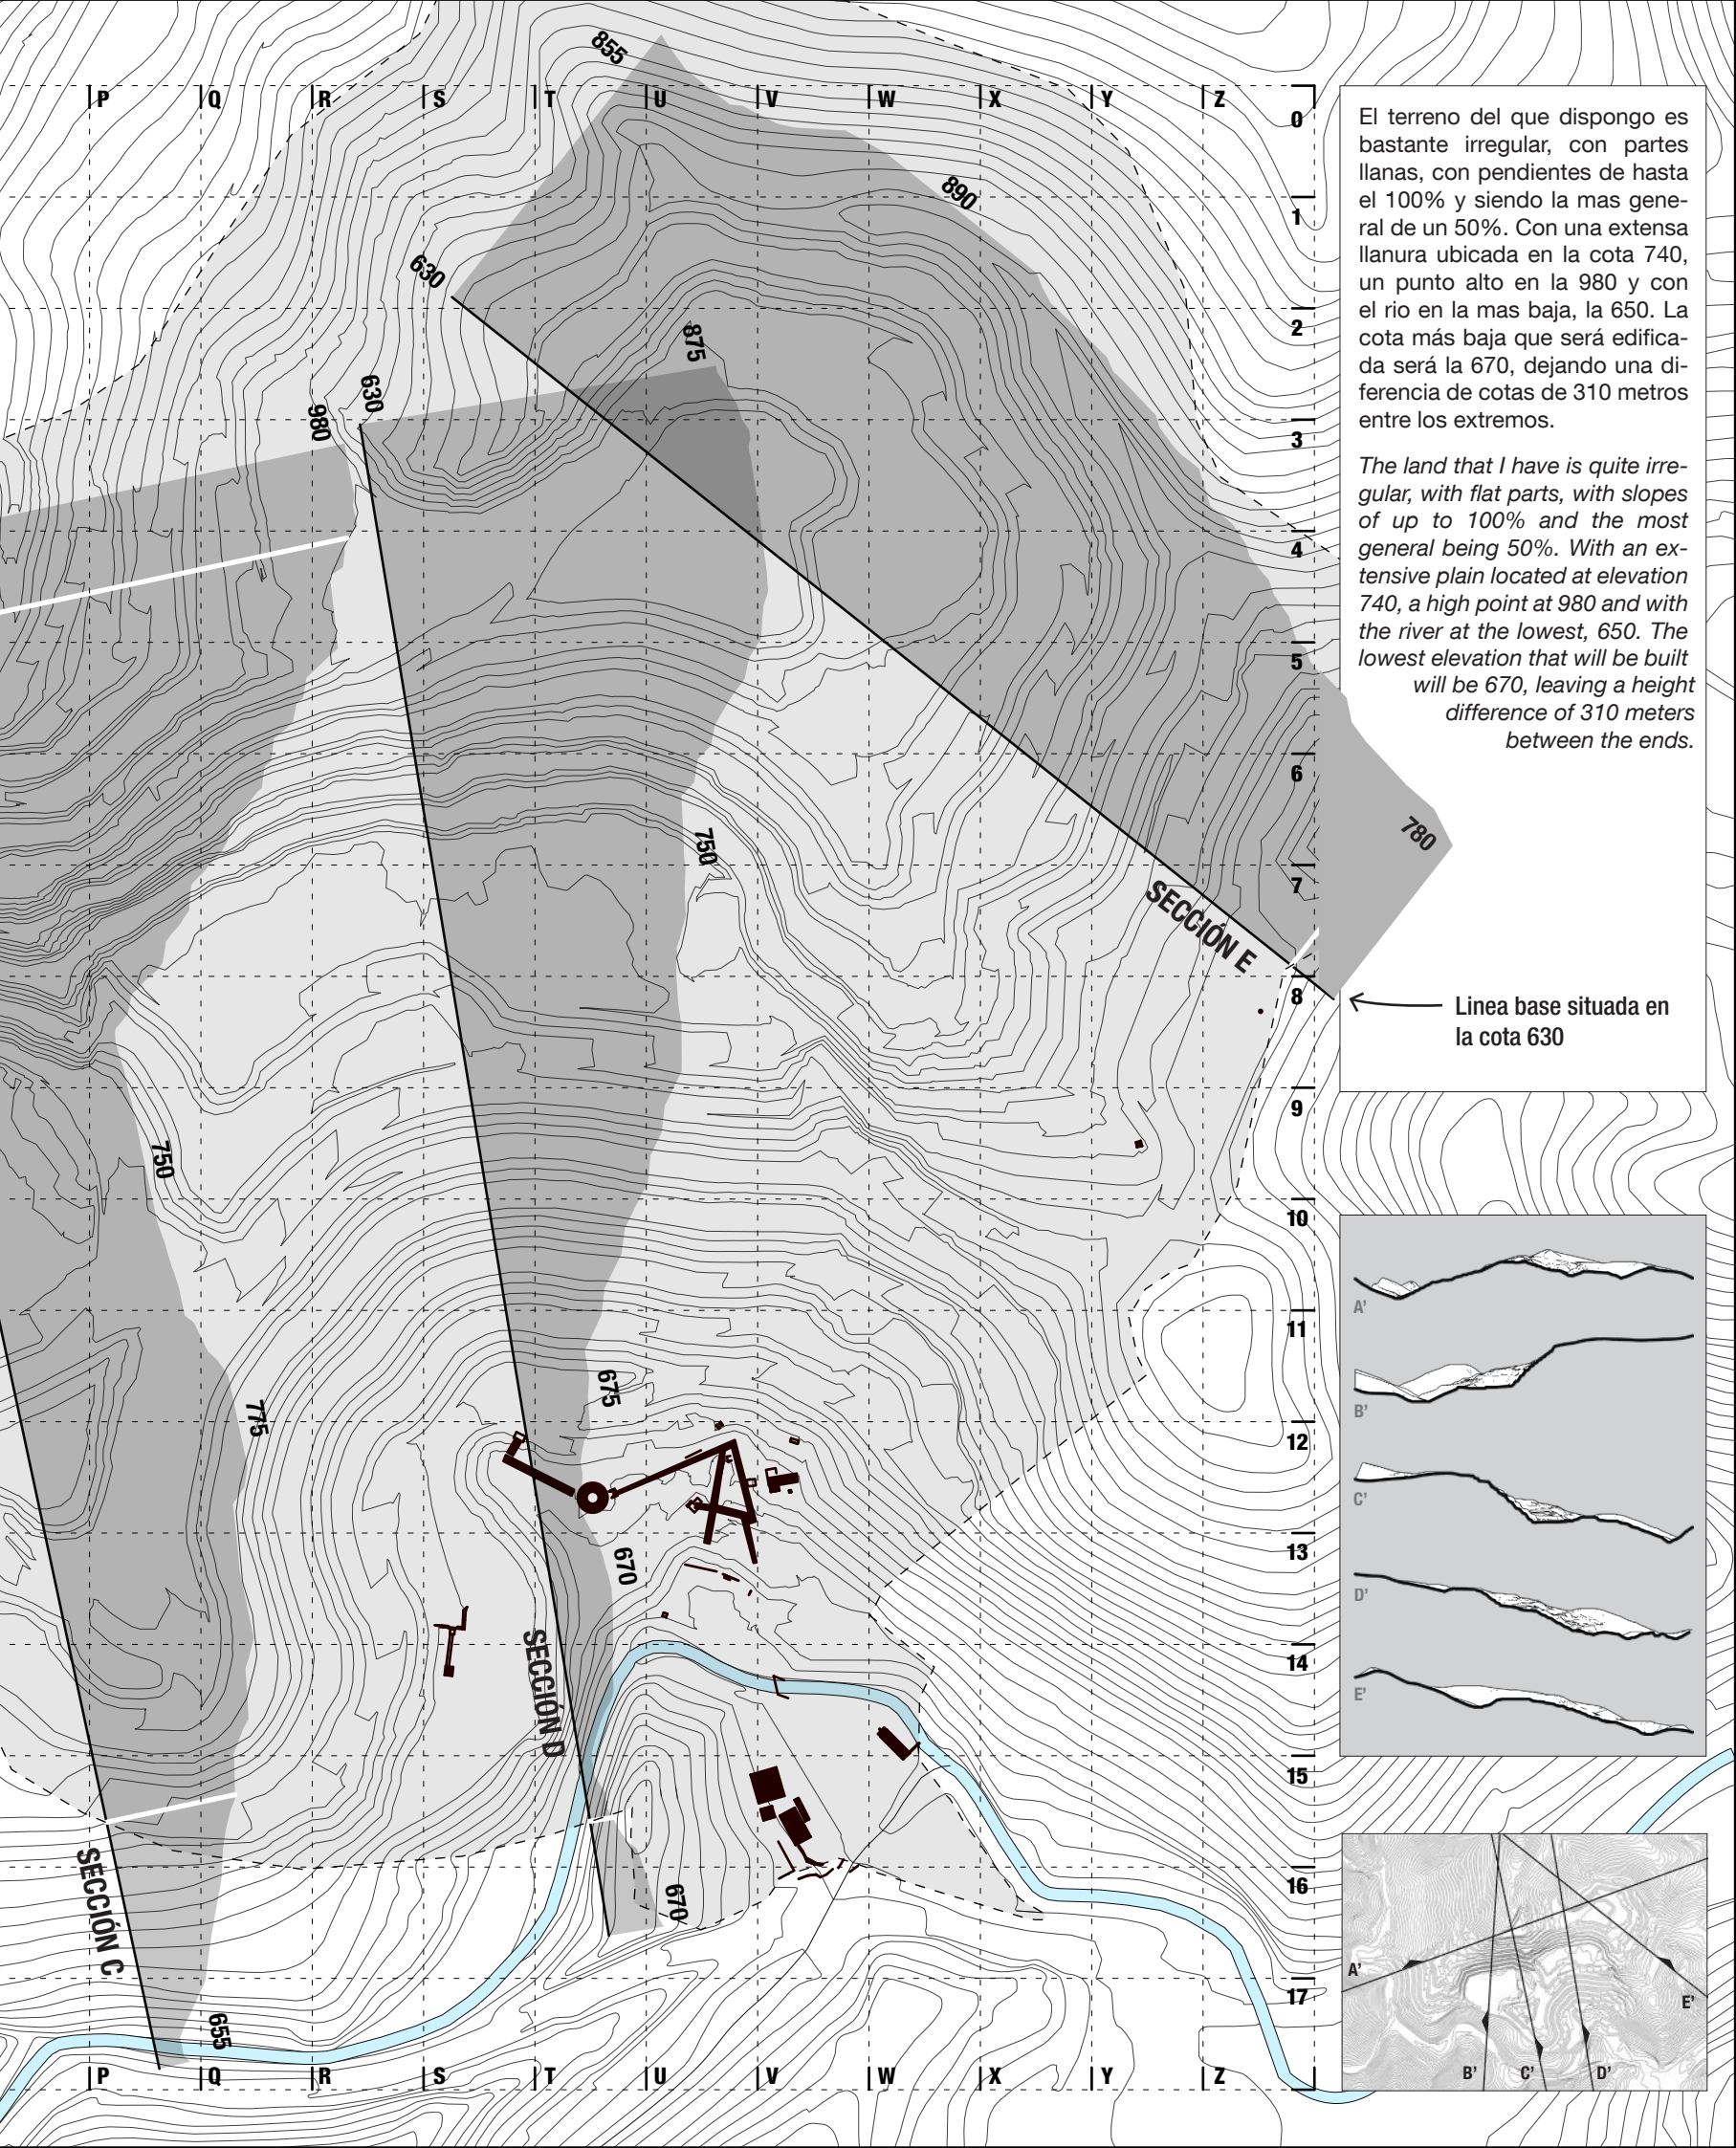 855
P Q R S T U V W X Y Z
0
890
1
630
2
875
630
980
3
4
5
6
750
780
7
SECCIÓN E
8
9
750
10
11
675
775
12
13
670
SECCIÓN D
14
15
SECCIÓN C
670
16
17
655
P Q R S T U V W X Y Z
El terreno del que dispongo es
bastante irregular, con partes
llanas, con pendientes de hasta
el 100% y siendo la mas gene-
ral de un 50%. Con una extensa
llanura ubicada en la cota 740,
un punto alto en la 980 y con
el rio en la mas baja, la 650. La
cota más baja que será edifica-
da será la 670, dejando una di-
ferencia de cotas de 310 metros
entre los extremos.
The land that I have is quite irre-
gular, with flat parts, with slopes
of up to 100% and the most
general being 50%. With an ex-
tensive plain located at elevation
740, a high point at 980 and with
the river at the lowest, 650. The
lowest elevation that will be built
will be 670, leaving a height
difference of 310 meters
between the ends.
Linea base situada en
la cota 630
A'
B'
C'
D'
E'
A'
E'
B' C' D'